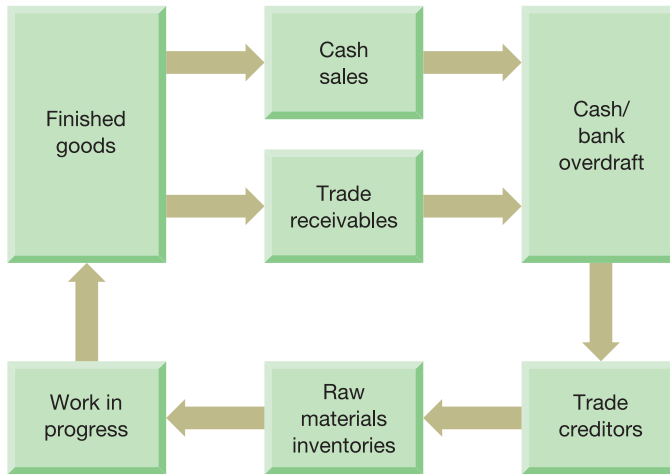 Finished
goods
Cash
sales
Cash/
bank
overdraft
Trade
receivables
Work in
progress
Raw
materials
inventories
Trade
creditors